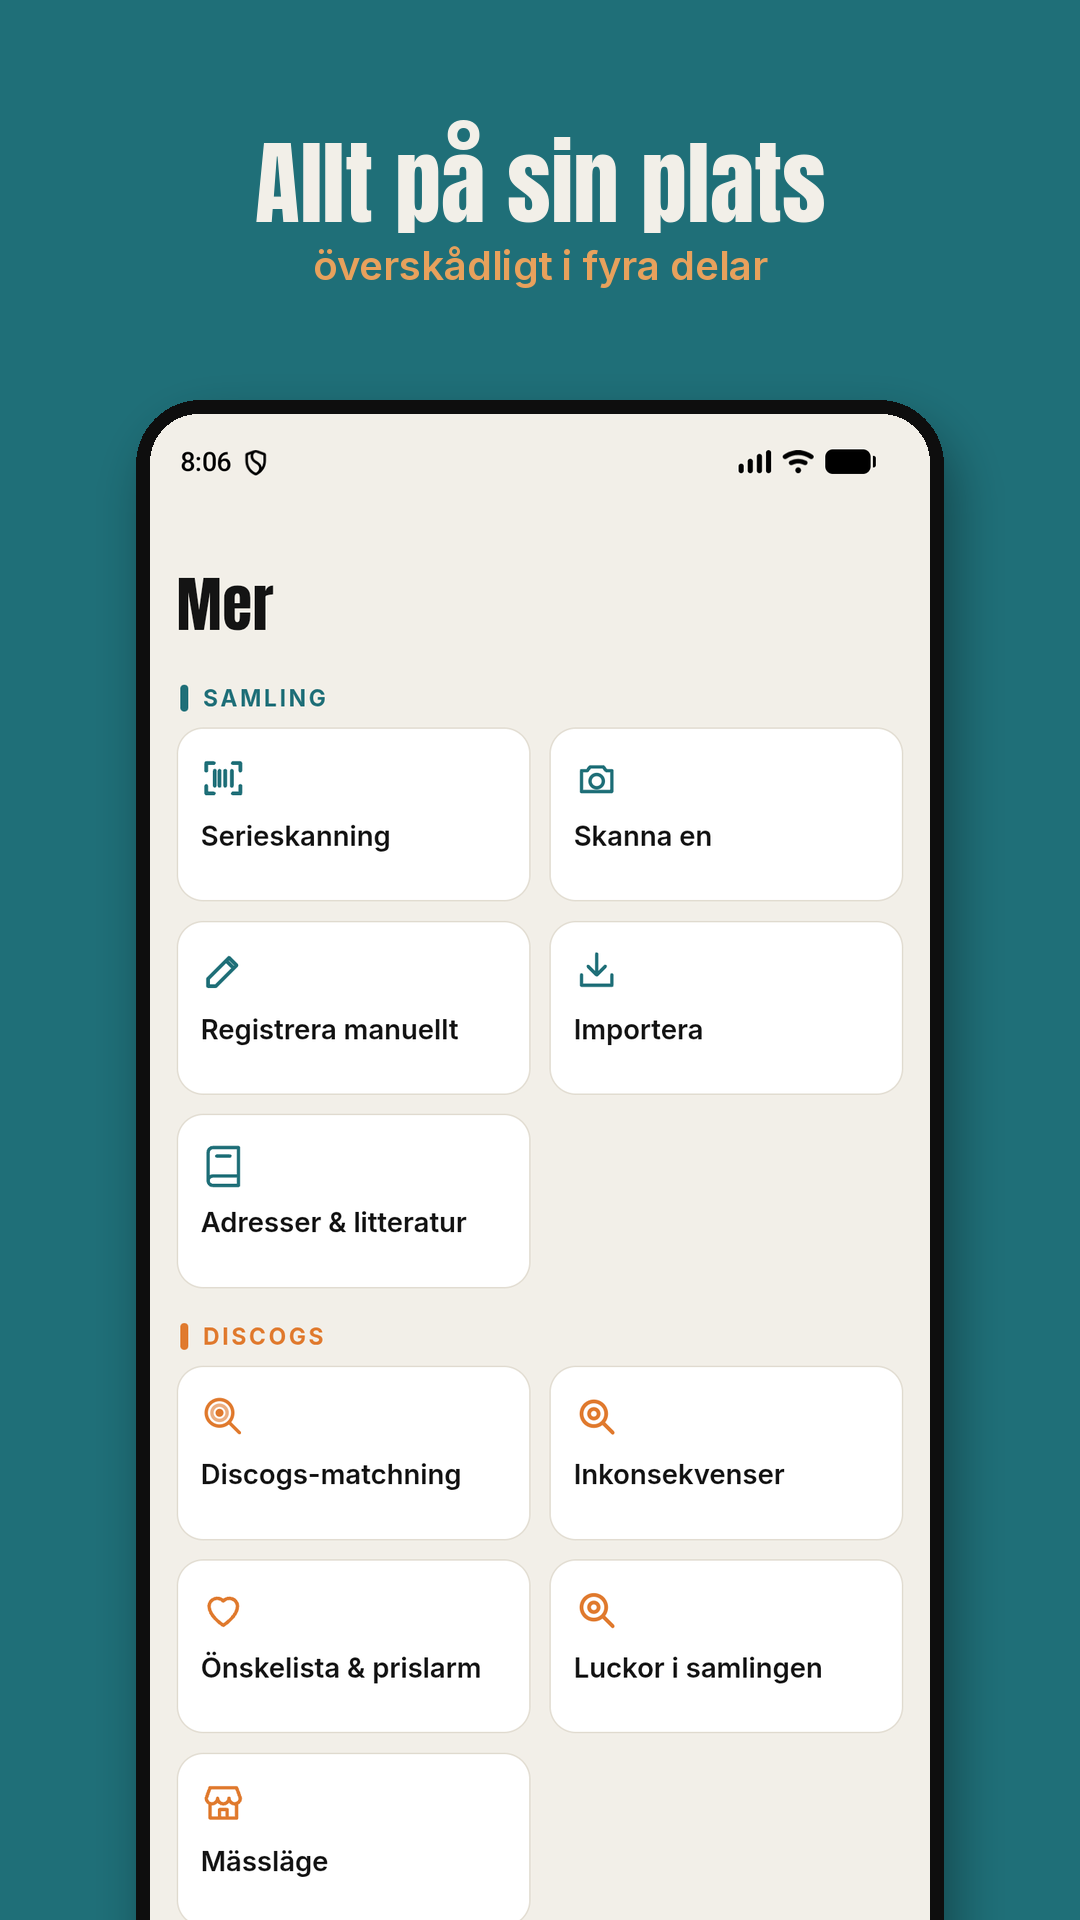 Allt på sin plats
överskådligt i fyra delar
8:06
Mer
SAMLING
Serieskanning
Skanna en
Registrera manuellt
Importera
Adresser & litteratur
DISCOGS
Discogs-matchning
Inkonsekvenser
Önskelista & prislarm
Luckor i samlingen
Mässläge